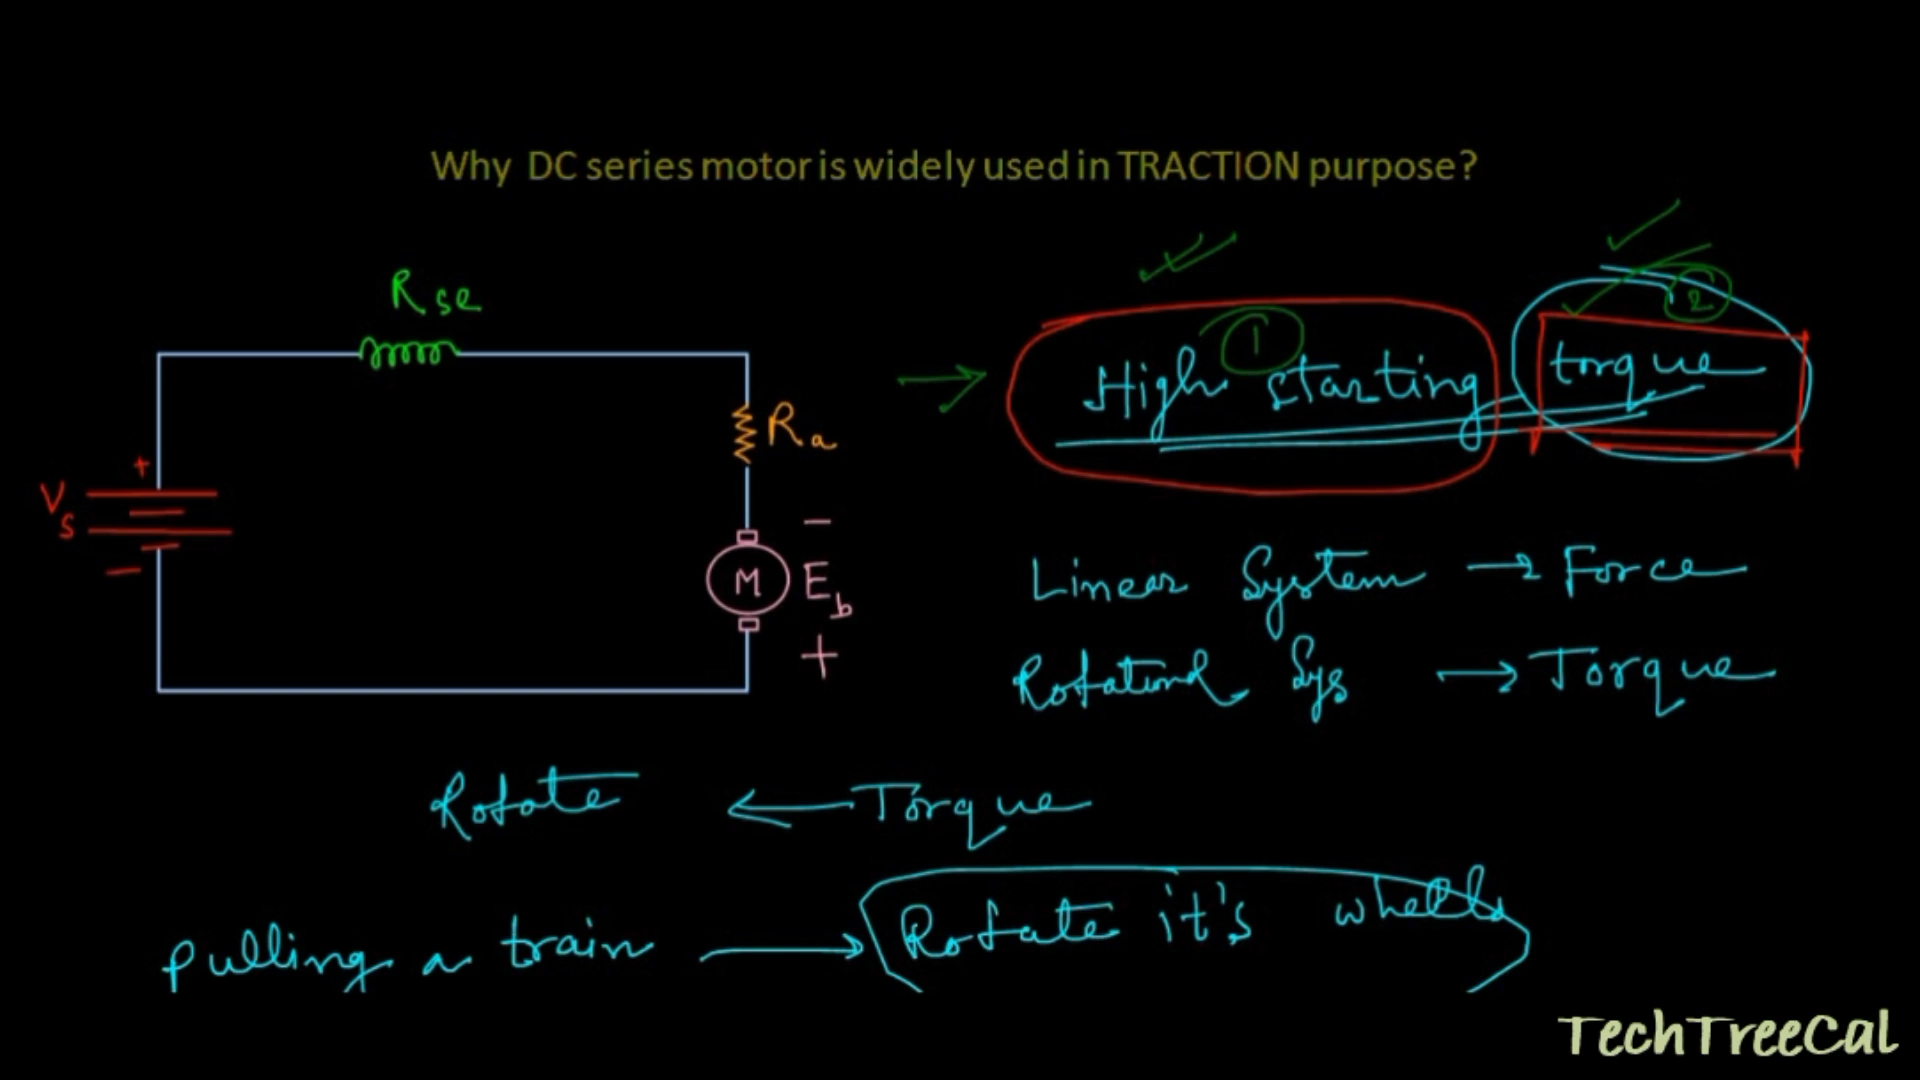 Why DC series motor is widely used in TRACTION purpose?
Rse
Ra
+
Vs
-
-
M
Eb
+
1
2
High starting torque
Linear System → Force
Rotational Sys → Torque
Rotate ← Torque
pulling a train → Rotate it's wheels
TechTreeCal